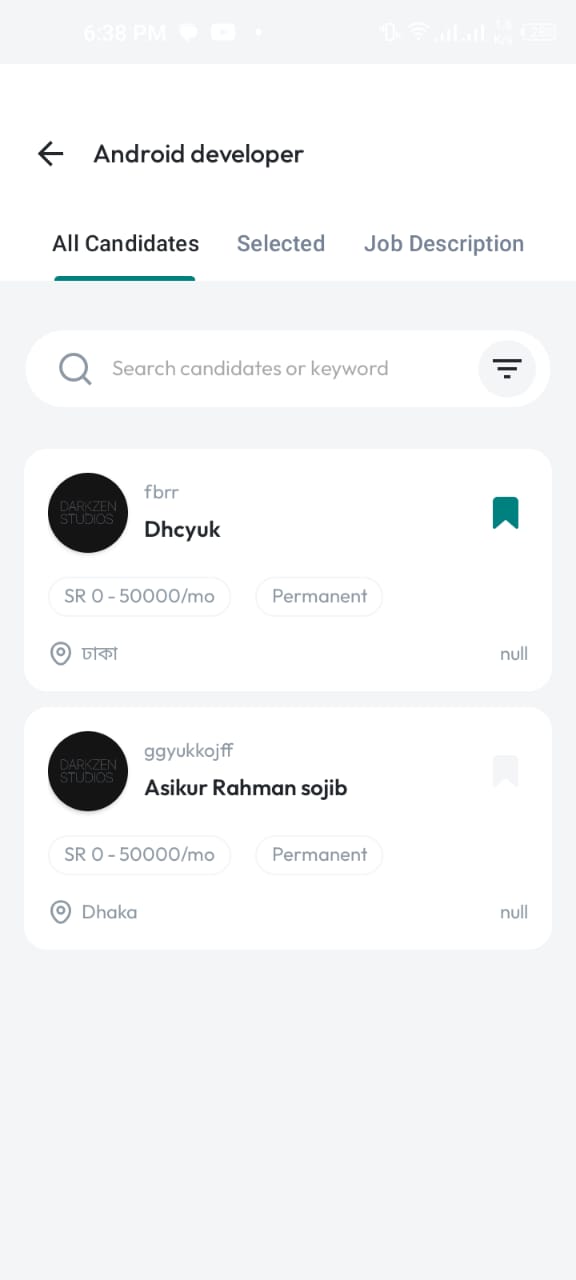 6:38 PM
Android developer
All Candidates Selected Job Description
Search candidates or keyword
DARKZEN
STUDIOS
fbrr
Dhcyuk
SR 0 - 50000/mo Permanent
ঢাকা null
DARKZEN
STUDIOS
ggyukkojff
Asikur Rahman sojib
SR 0 - 50000/mo Permanent
Dhaka null